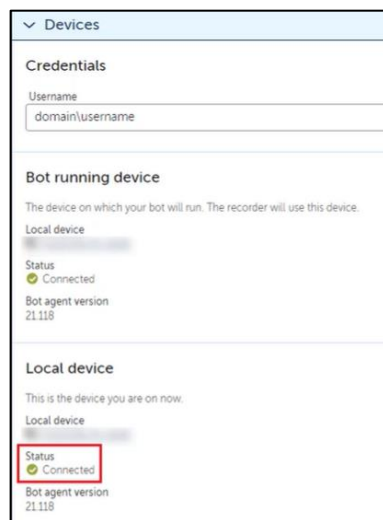 Devices
Credentials
Username
domain\username
Bot running device
The device on which your bot will run. The recorder will use this device.
Local device
Status
Connected
Bot agent version
21.118
Local device
This is the device you are on now.
Local device
Status
Connected
Bot agent version
21.118